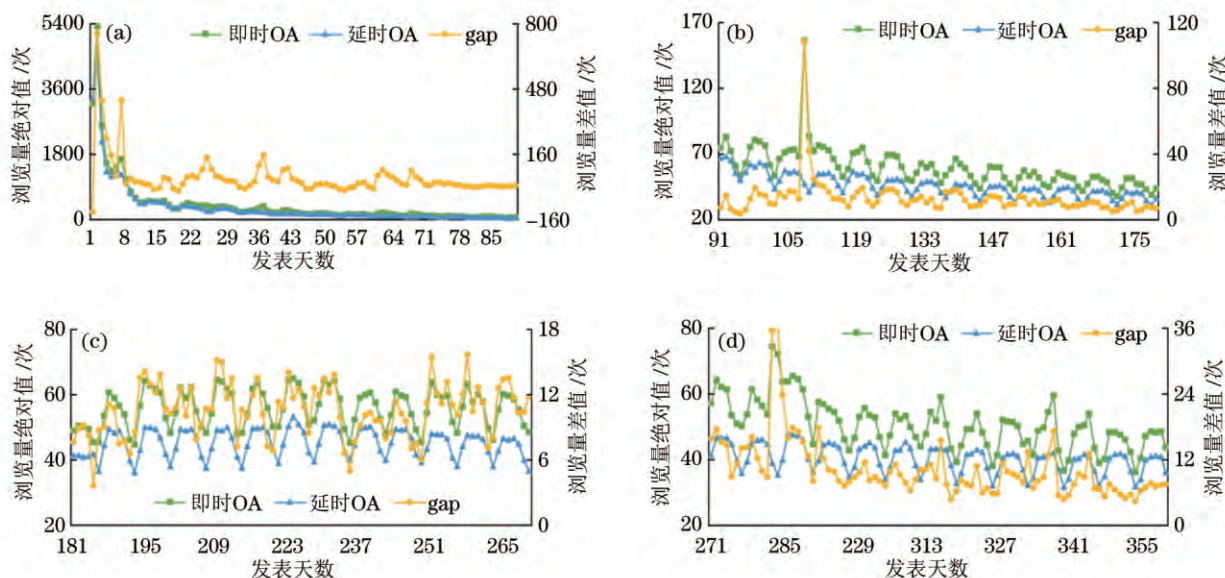 5400
3600
1800
0
浏览量绝对值/次
(a)
即时OA
延时OA
gap
800
480
160
-160
浏览量差值/次
1 8 15 22 29 36 43 50 57 64 71 78 85
发表天数
170
120
70
20
浏览量绝对值/次
(b)
即时OA
延时OA
gap
120
80
40
0
浏览量差值/次
91 105 119 133 147 161 175
发表天数
80
60
40
20
浏览量绝对值/次
(c)
即时OA
延时OA
gap
18
12
6
0
浏览量差值/次
181 195 209 223 237 251 265
发表天数
80
60
40
20
浏览量绝对值/次
(d)
即时OA
延时OA
gap
36
24
12
0
浏览量差值/次
271 285 229 313 327 341 355
发表天数